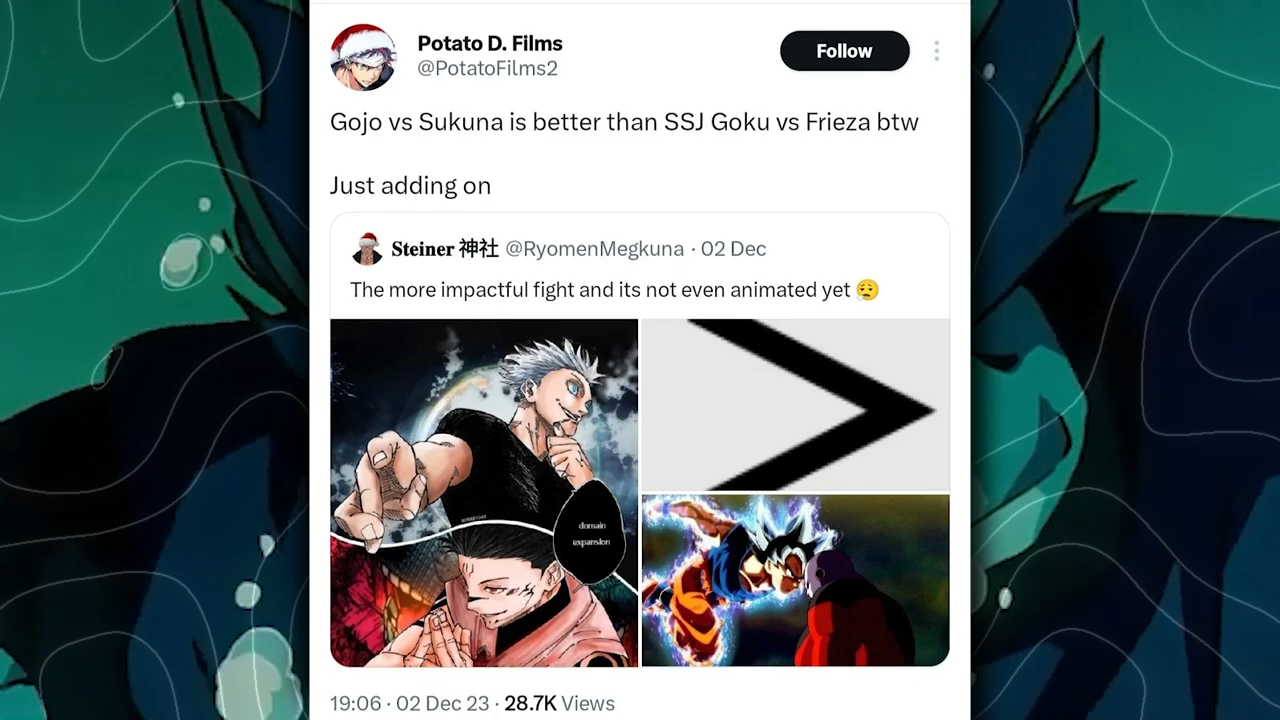 Potato D. Films
@PotatoFilms2
Follow
Gojo vs Sukuna is better than SSJ Goku vs Frieza btw
Just adding on
Steiner 神社 @RyomenMegkuna · 02 Dec
The more impactful fight and its not even animated yet 😮‍💨
domain
expansion
19:06 · 02 Dec 23 · 28.7K Views